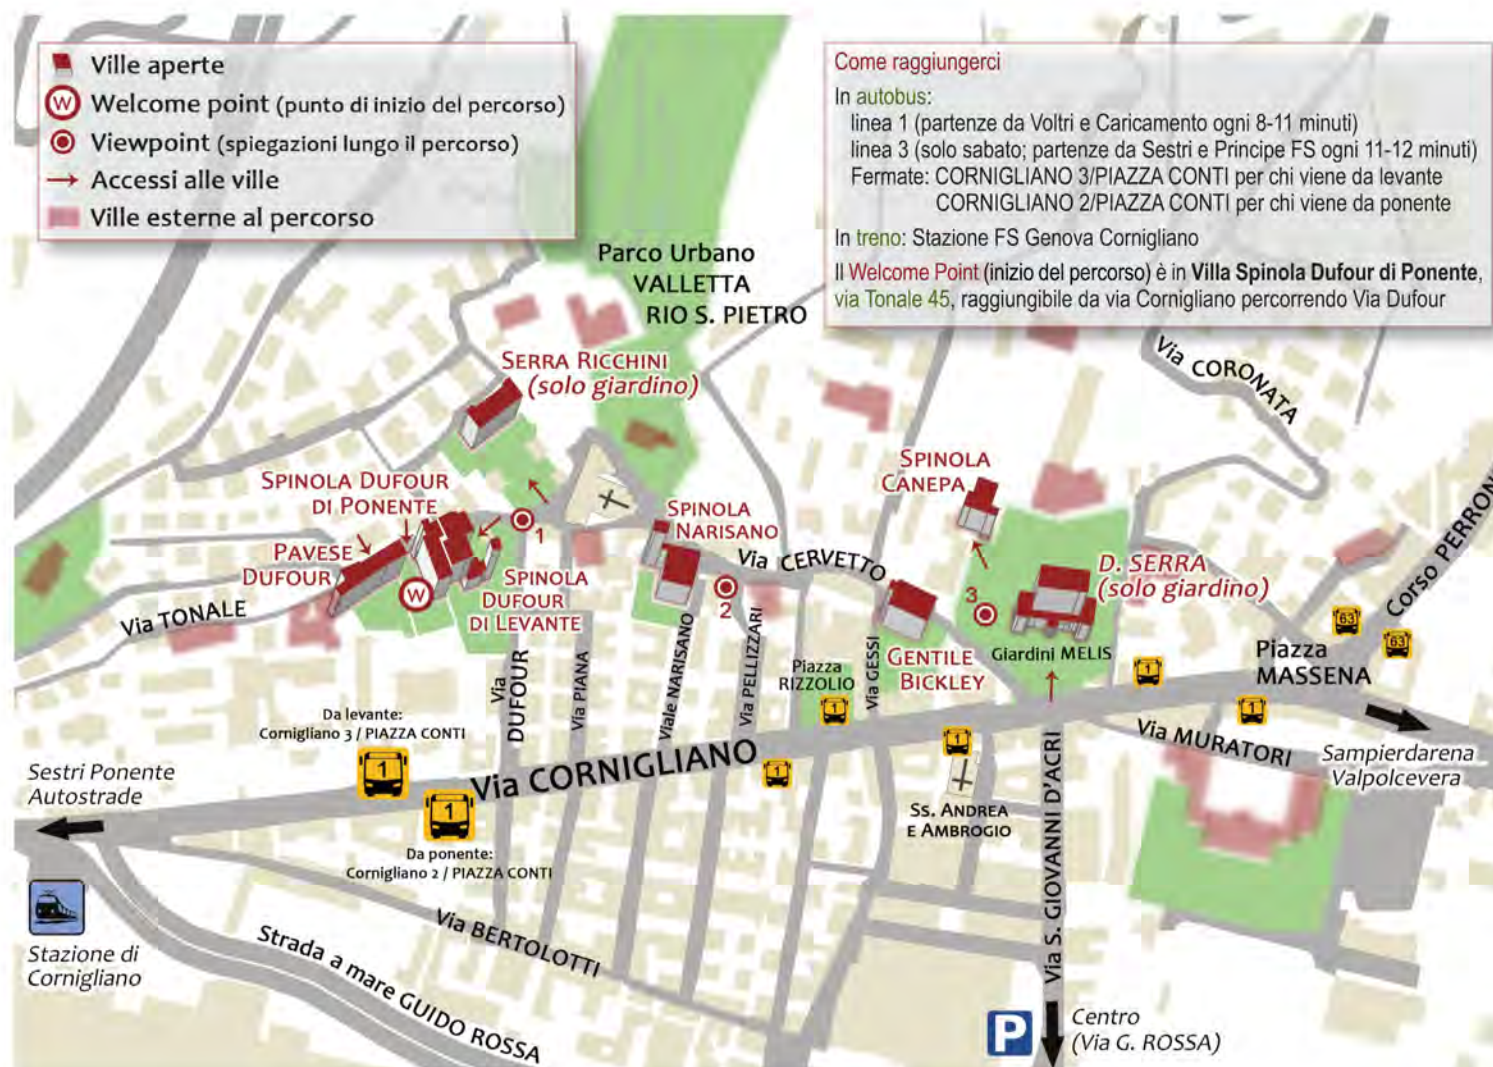 Ville aperte
W Welcome point (punto di inizio del percorso)
Viewpoint (spiegazioni lungo il percorso)
Accessi alle ville
Ville esterne al percorso
Come raggiungerci
In autobus:
linea 1 (partenze da Voltri e Caricamento ogni 8-11 minuti)
linea 3 (solo sabato; partenze da Sestri e Principe FS ogni 11-12 minuti)
Fermate: CORNIGLIANO 3/PIAZZA CONTI per chi viene da levante
CORNIGLIANO 2/PIAZZA CONTI per chi viene da ponente
In treno: Stazione FS Genova Cornigliano
Il Welcome Point (inizio del percorso) è in Villa Spinola Dufour di Ponente,
via Tonale 45, raggiungibile da via Cornigliano percorrendo Via Dufour
Parco Urbano
VALLETTA
RIO S. PIETRO
SERRA RICCHINI
(solo giardino)
Via CORONATA
SPINOLA DUFOUR
DI PONENTE
SPINOLA
CANEPA
SPINOLA
NARISANO
1
PAVESE
DUFOUR
W
SPINOLA
DUFOUR
DI LEVANTE
Via TONALE
Via CERVETTO
2
3
D. SERRA
(solo giardino)
Corso PERRONE
63
63
Piazza
MASSENA
GENTILE
BICKLEY
Giardini MELIS
Via DUFOUR
Via PIANA
Viale NARISANO
Via PELLIZZARI
Piazza
RIZZOLIO
Via GESSI
1
1
1
1
1
Da levante:
Cornigliano 3 / PIAZZA CONTI
1
1
Da ponente:
Cornigliano 2 / PIAZZA CONTI
Via CORNIGLIANO
Via MURATORI
Sampierdarena
Valpolcevera
Sestri Ponente
Autostrade
Ss. ANDREA
E AMBROGIO
Via S. GIOVANNI D'ACRI
Stazione di
Cornigliano
Via BERTOLOTTI
Strada a mare GUIDO ROSSA
P
Centro
(Via G. ROSSA)